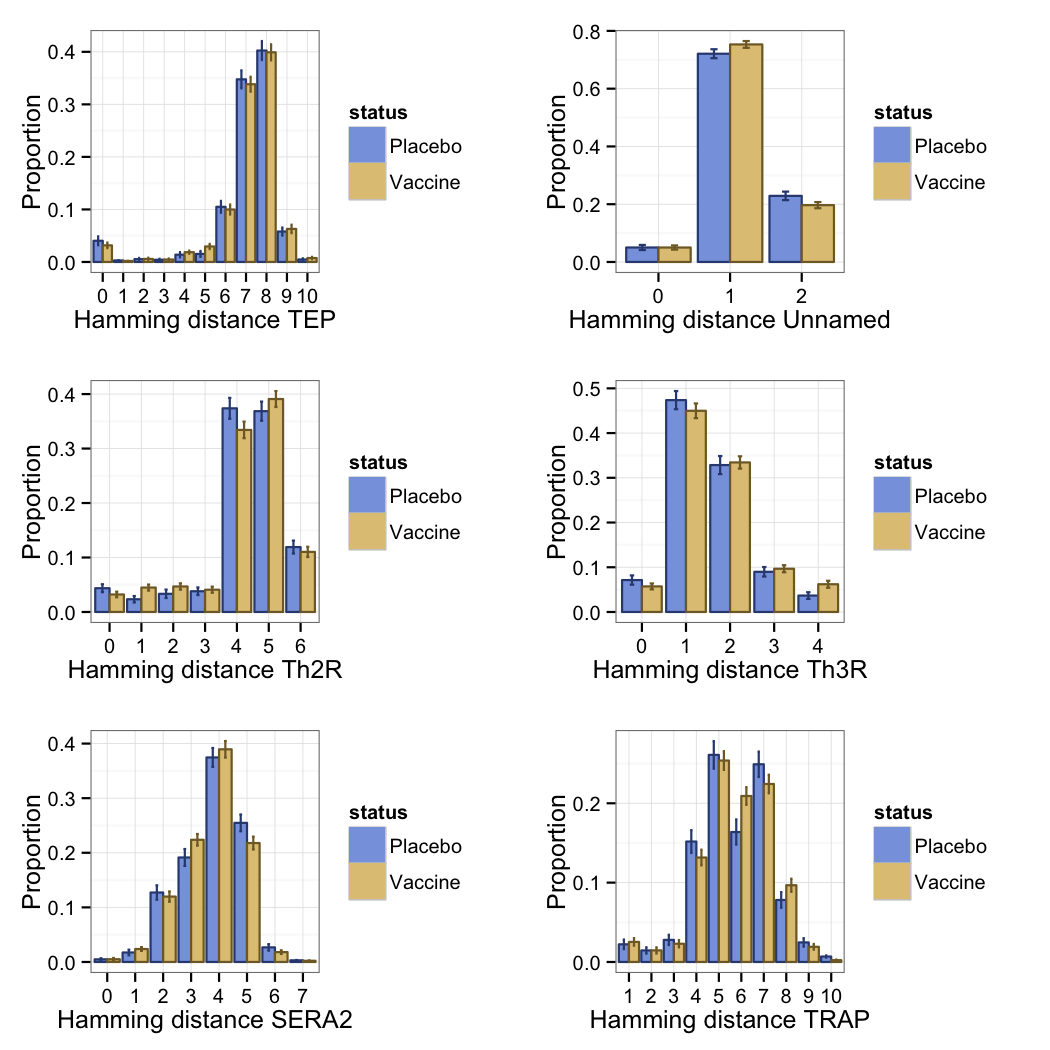 Proportion
0.4
0.3
0.2
0.1
0.0
0 1 2 3 4 5 6 7 8 9 10
Hamming distance TEP
status
Placebo
Vaccine
Proportion
0.8
0.6
0.4
0.2
0.0
0 1 2
Hamming distance Unnamed
status
Placebo
Vaccine
Proportion
0.4
0.3
0.2
0.1
0.0
0 1 2 3 4 5 6
Hamming distance Th2R
status
Placebo
Vaccine
Proportion
0.5
0.4
0.3
0.2
0.1
0.0
0 1 2 3 4
Hamming distance Th3R
status
Placebo
Vaccine
Proportion
0.4
0.3
0.2
0.1
0.0
0 1 2 3 4 5 6 7
Hamming distance SERA2
status
Placebo
Vaccine
Proportion
0.2
0.1
0.0
1 2 3 4 5 6 7 8 9 10
Hamming distance TRAP
status
Placebo
Vaccine